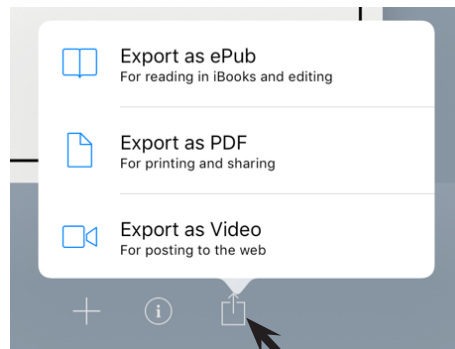 Export as ePub
For reading in iBooks and editing
Export as PDF
For printing and sharing
Export as Video
For posting to the web